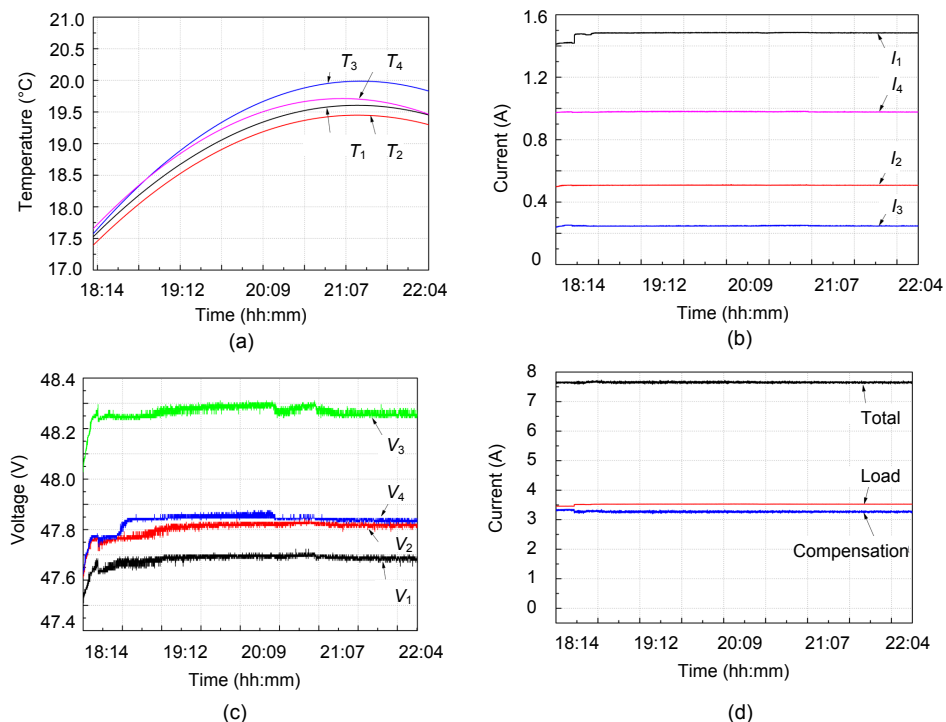 21.0
20.5
20.0
19.5
19.0
18.5
18.0
17.5
17.0
Temperature (°C)
T3
T4
T1
T2
18:14 19:12 20:09 21:07 22:04
Time (hh:mm)
(a)
1.6
1.2
0.8
0.4
0
Current (A)
I1
I4
I2
I3
18:14 19:12 20:09 21:07 22:04
Time (hh:mm)
(b)
48.4
48.2
48.0
47.8
47.6
47.4
Voltage (V)
V3
V4
V2
V1
18:14 19:12 20:09 21:07 22:04
Time (hh:mm)
(c)
8
7
6
5
4
3
2
1
0
Current (A)
Total
Load
Compensation
18:14 19:12 20:09 21:07 22:04
Time (hh:mm)
(d)